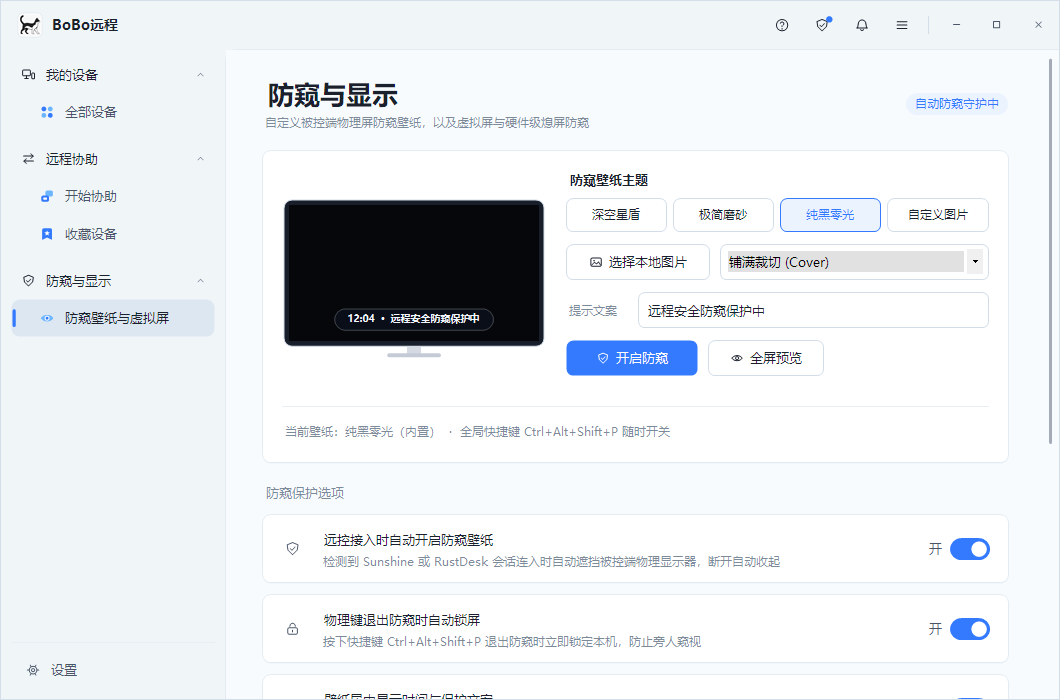 BoBo远程
我的设备
全部设备
远程协助
开始协助
收藏设备
防窥与显示
防窥壁纸与虚拟屏
设置
防窥与显示
自定义被控端物理屏防窥壁纸，以及虚拟屏与硬件级熄屏防窥
自动防窥守护中
12:04 • 远程安全防窥保护中
防窥壁纸主题
深空星盾
极简磨砂
纯黑零光
自定义图片
选择本地图片
铺满裁切 (Cover)
提示文案
远程安全防窥保护中
开启防窥
全屏预览
当前壁纸：纯黑零光（内置） · 全局快捷键 Ctrl+Alt+Shift+P 随时开关
防窥保护选项
远控接入时自动开启防窥壁纸
检测到 Sunshine 或 RustDesk 会话连入时自动遮挡被控端物理显示器，断开自动收起
开
物理键退出防窥时自动锁屏
按下快捷键 Ctrl+Alt+Shift+P 退出防窥时立即锁定本机，防止旁人窥视
开
壁纸层中显示时间与保护文案